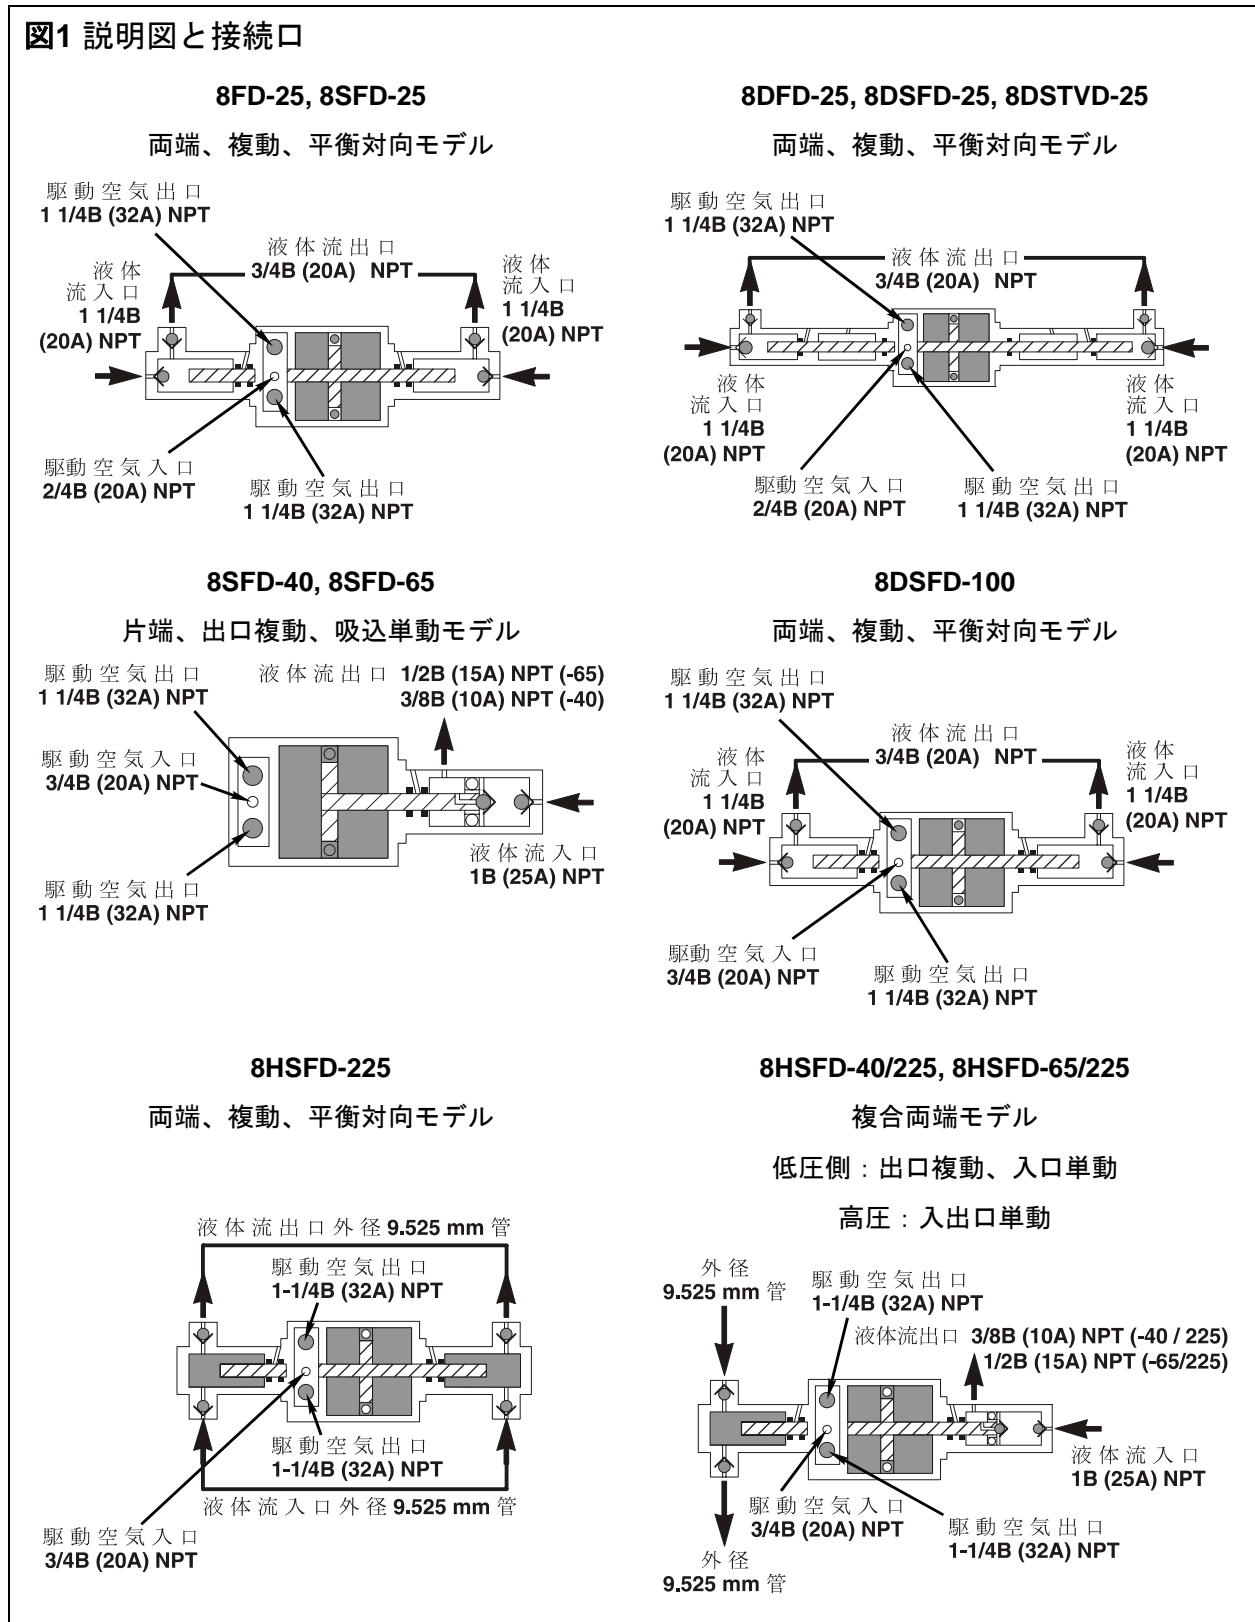 図1 説明図と接続口
8FD-25, 8SFD-25
両端、複動、平衡対向モデル
駆動空気出口
1 1/4B (32A) NPT
液体流出口
3/4B (20A) NPT
液体
流入口
1 1/4B
(20A) NPT
液体
流入口
1 1/4B
(20A) NPT
駆動空気入口
2/4B (20A) NPT
駆動空気出口
1 1/4B (32A) NPT
8DFD-25, 8DSFD-25, 8DSTVD-25
両端、複動、平衡対向モデル
駆動空気出口
1 1/4B (32A) NPT
液体流出口
3/4B (20A) NPT
液体
流入口
1 1/4B
(20A) NPT
液体
流入口
1 1/4B
(20A) NPT
駆動空気入口
2/4B (20A) NPT
駆動空気出口
1 1/4B (32A) NPT
8SFD-40, 8SFD-65
片端、出口複動、吸込単動モデル
駆動空気出口
1 1/4B (32A) NPT
液体流出口 1/2B (15A) NPT (-65)
3/8B (10A) NPT (-40)
駆動空気入口
3/4B (20A) NPT
液体流入口
1B (25A) NPT
駆動空気出口
1 1/4B (32A) NPT
8DSFD-100
両端、複動、平衡対向モデル
駆動空気出口
1 1/4B (32A) NPT
液体流出口
3/4B (20A) NPT
液体
流入口
1 1/4B
(20A) NPT
液体
流入口
1 1/4B
(20A) NPT
駆動空気入口
3/4B (20A) NPT
駆動空気出口
1 1/4B (32A) NPT
8HSFD-225
両端、複動、平衡対向モデル
液体流出口外径 9.525 mm 管
駆動空気出口
1-1/4B (32A) NPT
駆動空気出口
1-1/4B (32A) NPT
液体流入口外径 9.525 mm 管
駆動空気入口
3/4B (20A) NPT
8HSFD-40/225, 8HSFD-65/225
複合両端モデル
低圧側：出口複動、入口単動
高圧：入出口単動
外径
9.525 mm 管
駆動空気出口
1-1/4B (32A) NPT
液体流出口 3/8B (10A) NPT (-40 / 225)
1/2B (15A) NPT (-65/225)
液体流入口
1B (25A) NPT
駆動空気入口
3/4B (20A) NPT
駆動空気出口
1-1/4B (32A) NPT
外径
9.525 mm 管